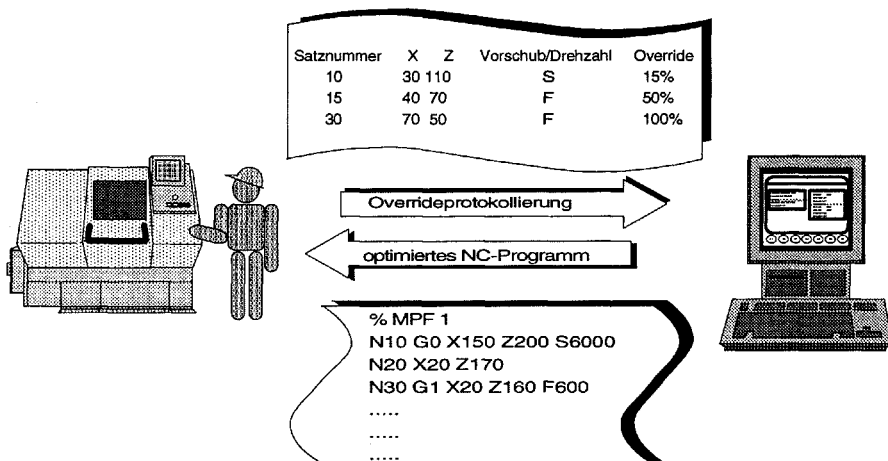 Satznummer X Z Vorschub/Drehzahl Override
10 30 110 S 15%
15 40 70 F 50%
30 70 50 F 100%
Overrideprotokollierung
optimiertes NC-Programm
% MPF 1
N10 G0 X150 Z200 S6000
N20 X20 Z170
N30 G1 X20 Z160 F600
.....
.....
.....